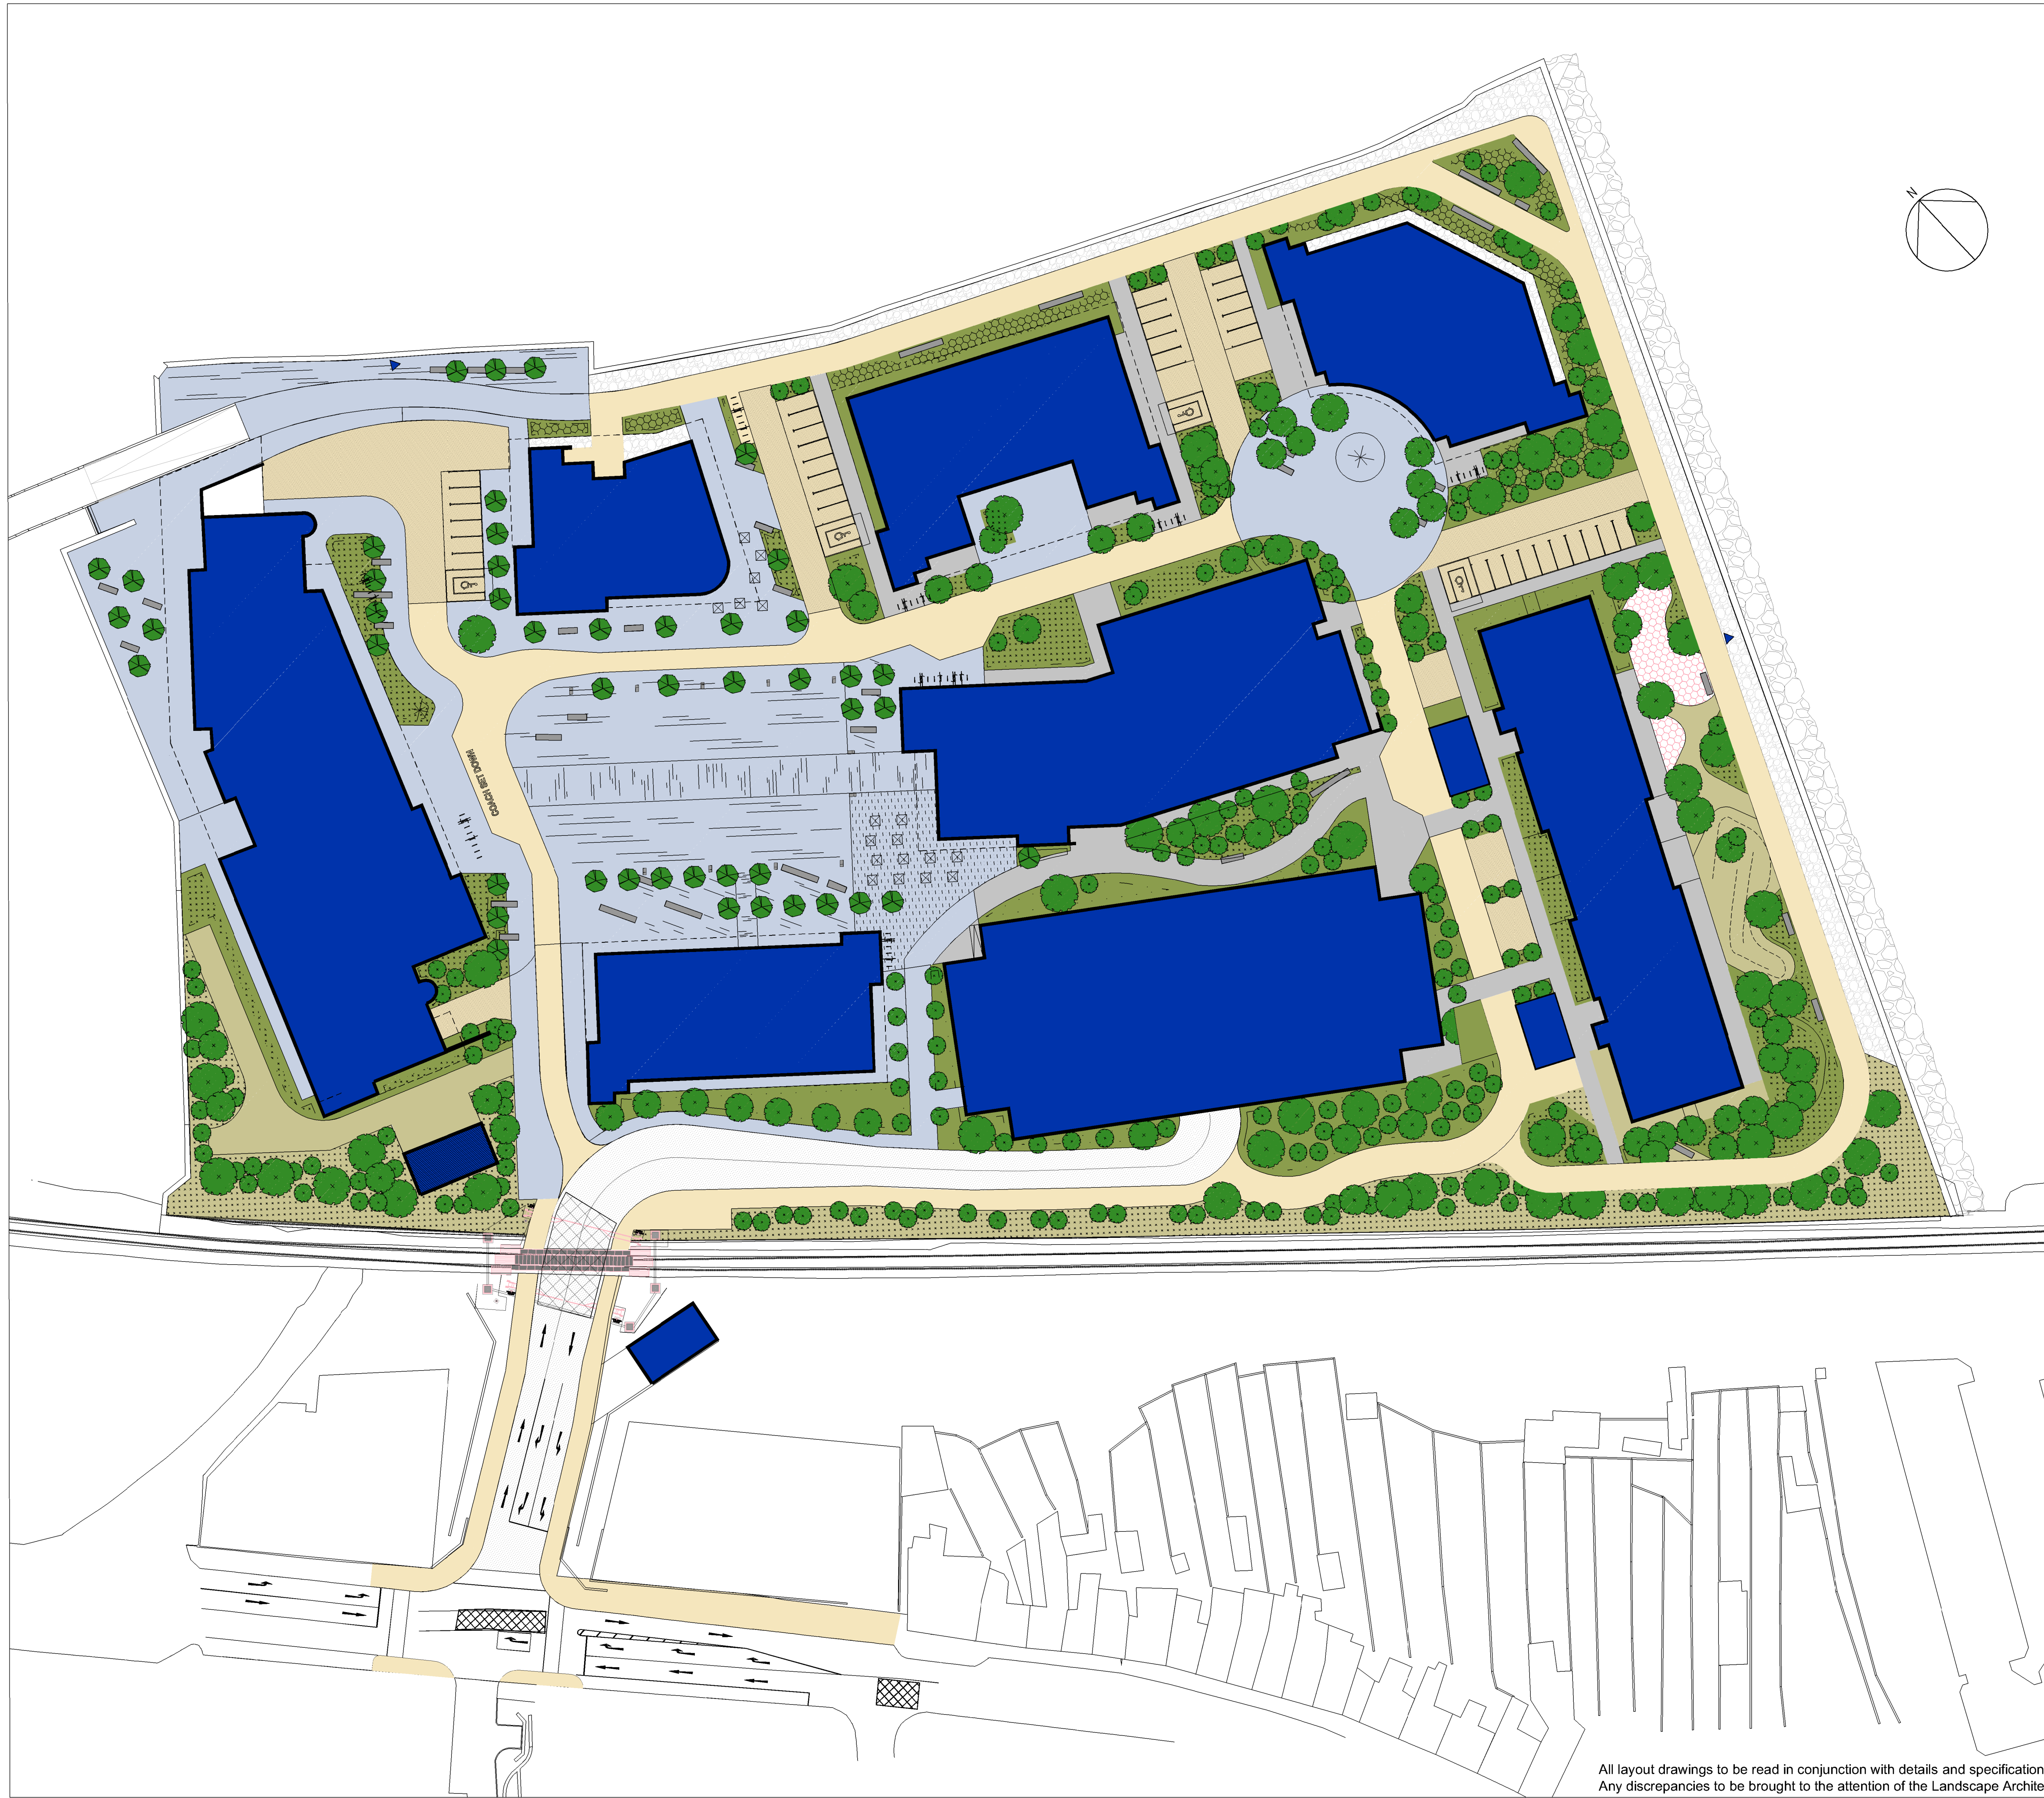 N
COACH SET DOWN
All layout drawings to be read in conjunction with details and specification
Any discrepancies to be brought to the attention of the Landscape Archite